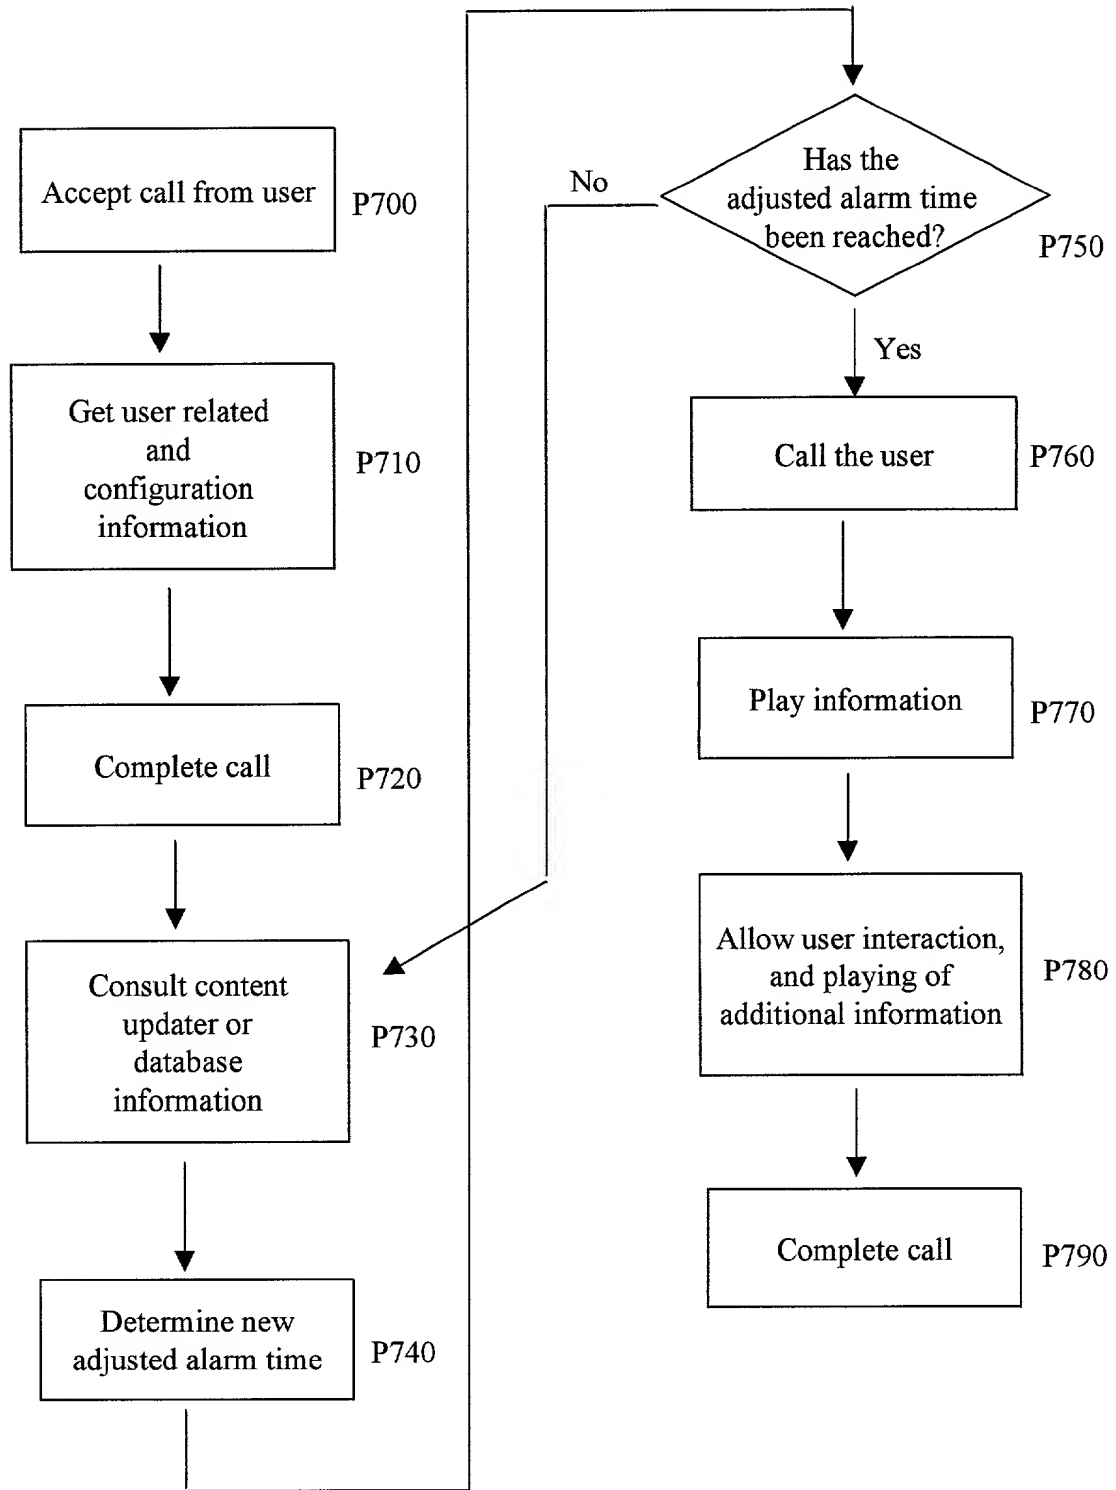 Accept call from user
P700
Get user related
and
configuration
information
P710
Complete call
P720
Consult content
updater or
database
information
P730
Determine new
adjusted alarm time
P740
Has the
adjusted alarm time
been reached?
P750
No
Yes
Call the user
P760
Play information
P770
Allow user interaction,
and playing of
additional information
P780
Complete call
P790